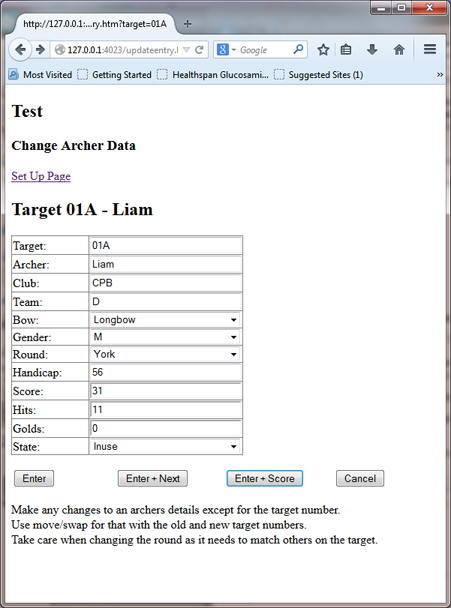 http://127.0.0.1:...ry.htm?target=01A
127.0.0.1:4023/updateentry.l
Google
Most Visited Getting Started Healthspan Glucosami... Suggested Sites (1) »
Test
Change Archer Data
Set Up Page
Target 01A - Liam
Target: 01A
Archer: Liam
Club: CPB
Team: D
Bow: Longbow
Gender: M
Round: York
Handicap: 56
Score: 31
Hits: 11
Golds: 0
State: Inuse
Enter Enter + Next Enter + Score Cancel
Make any changes to an archers details except for the target number.
Use move/swap for that with the old and new target numbers.
Take care when changing the round as it needs to match others on the target.